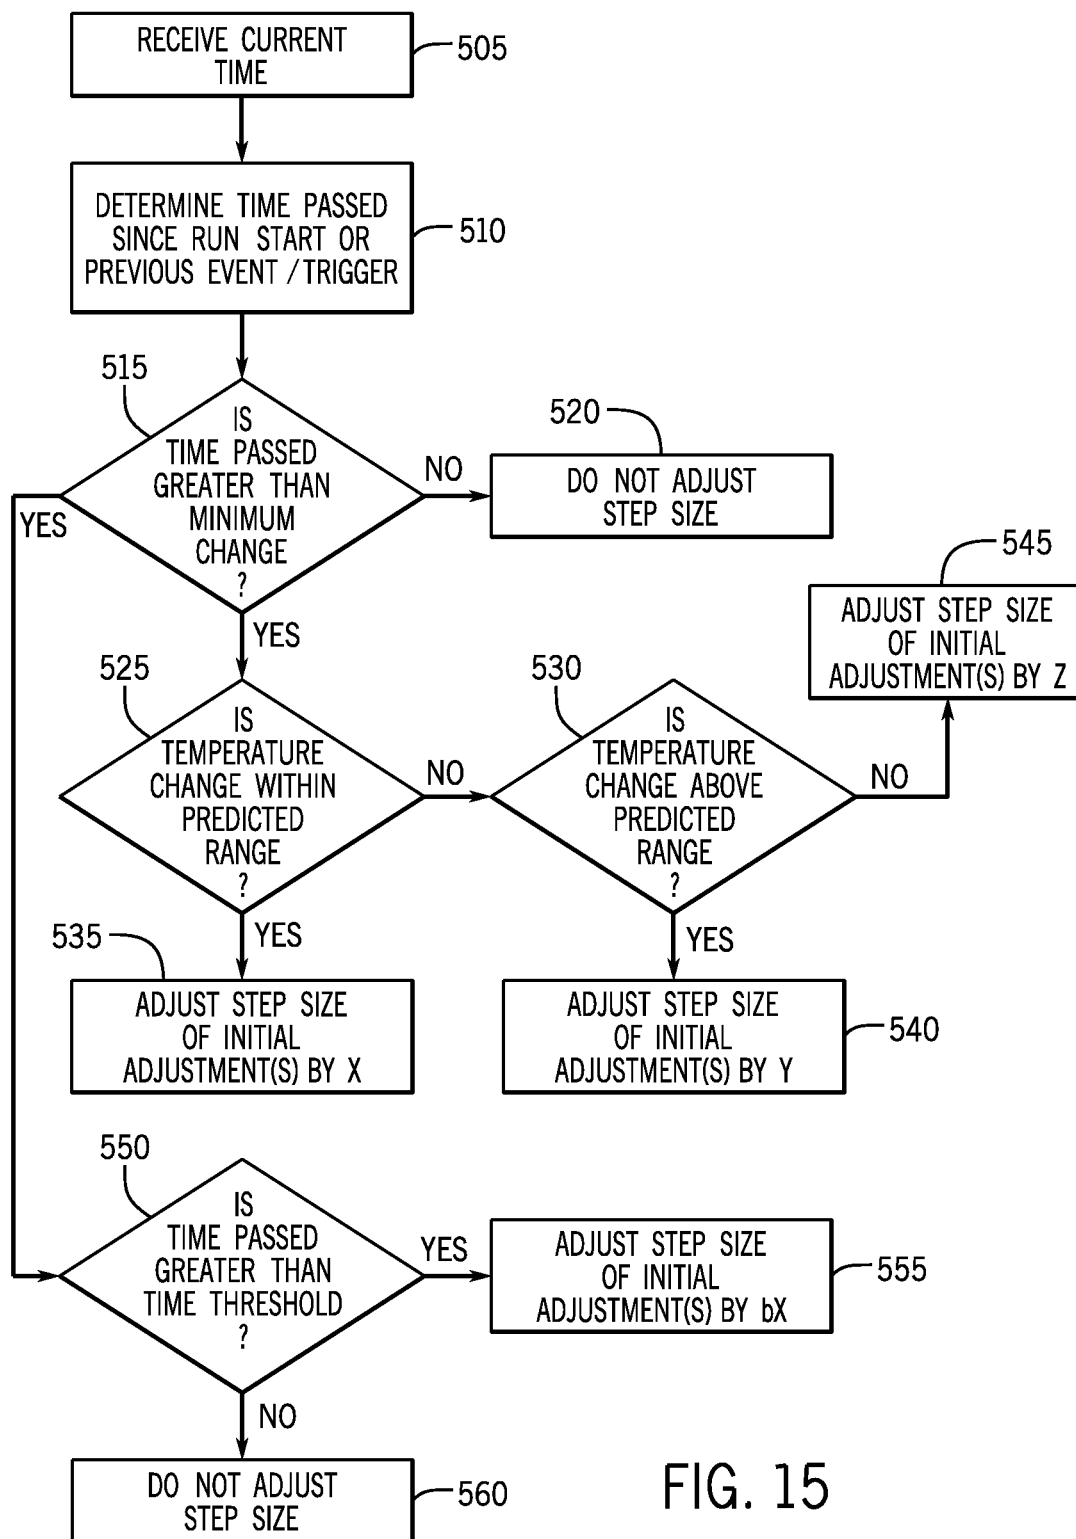 RECEIVE CURRENT
TIME
505
DETERMINE TIME PASSED
SINCE RUN START OR
PREVIOUS EVENT / TRIGGER
510
515
IS
TIME PASSED
GREATER THAN
MINIMUM
CHANGE
?
NO
YES
520
DO NOT ADJUST
STEP SIZE
YES
545
ADJUST STEP SIZE
OF INITIAL
ADJUSTMENT(S) BY Z
525
IS
TEMPERATURE
CHANGE WITHIN
PREDICTED
RANGE
?
NO
530
IS
TEMPERATURE
CHANGE ABOVE
PREDICTED
RANGE
?
NO
YES
YES
535
ADJUST STEP SIZE
OF INITIAL
ADJUSTMENT(S) BY X
ADJUST STEP SIZE
OF INITIAL
ADJUSTMENT(S) BY Y
540
550
IS
TIME PASSED
GREATER THAN
TIME THRESHOLD
?
YES
ADJUST STEP SIZE
OF INITIAL
ADJUSTMENT(S) BY bX
555
NO
DO NOT ADJUST
STEP SIZE
560
FIG. 15